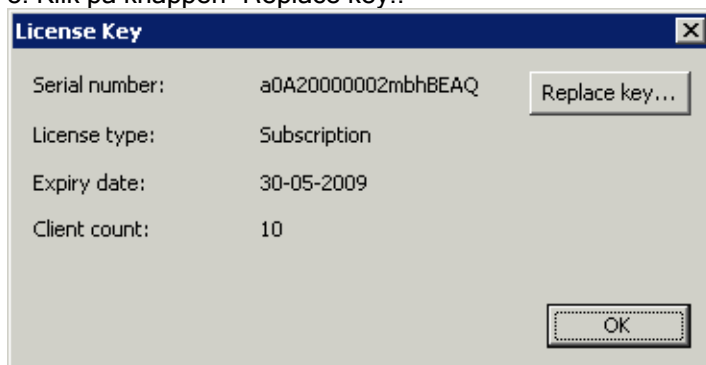 Klik på knappen "Replace key..
License Key
Serial number: a0A20000002mbhBEAQ Replace key...
License type: Subscription
Expiry date: 30-05-2009
Client count: 10
OK